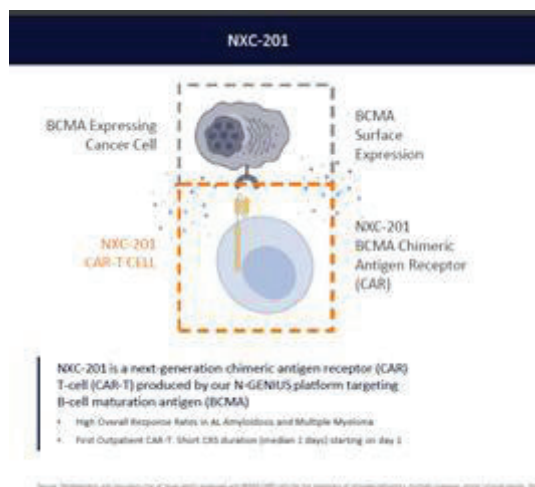 NXC-201
BCMA Expressing
Cancer Cell
BCMA
Surface
Expression
NXC-201
CAR-T CELL
NXC-201
BCMA Chimeric
Antigen Receptor
(CAR)
NXC-201 is a next-generation chimeric antigen receptor (CAR)
T-cell (CAR-T) produced by our N-GENIUS platform targeting
B-cell maturation antigen (BCMA)
• High Overall Response Rates in AL Amyloidosis and Multiple Myeloma
• First Outpatient CAR-T. Short CRS duration (median 1 days) starting on day 1